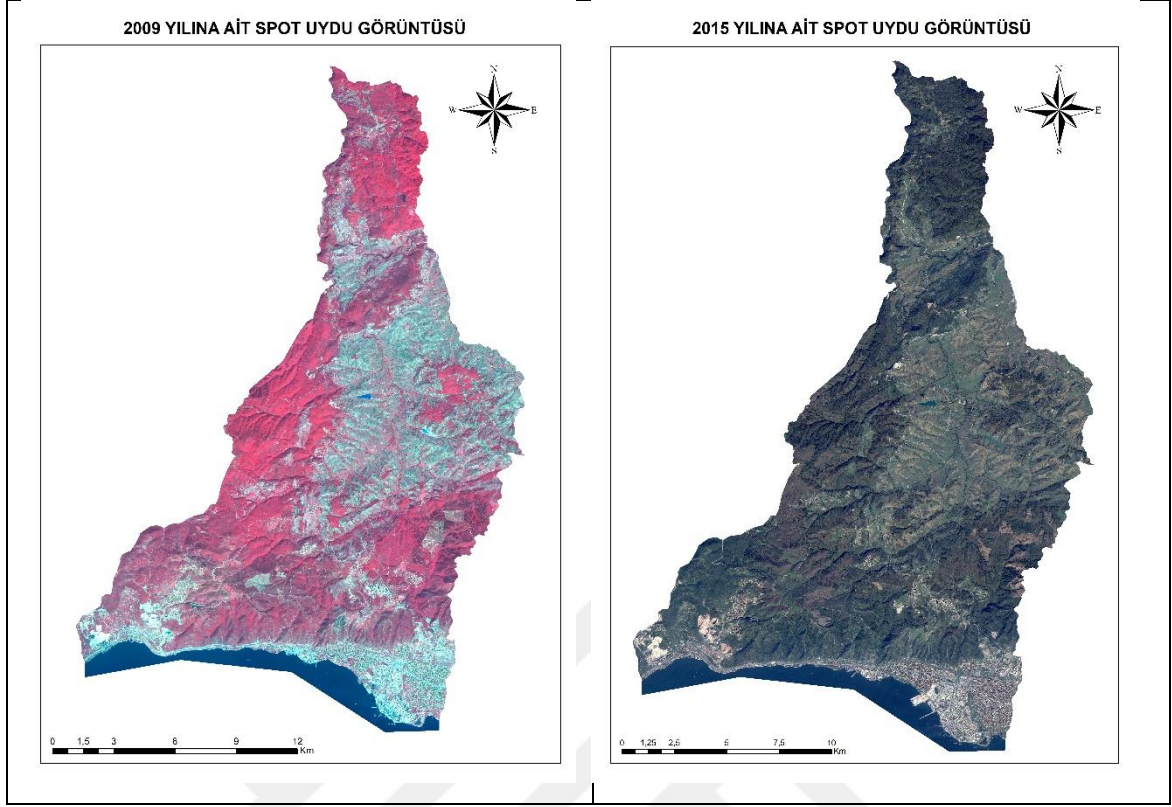 2009 YILINA AİT SPOT UYDU GÖRÜNTÜSÜ
N
W E
S
0 1,5 3 6 9 12
Km
2015 YILINA AİT SPOT UYDU GÖRÜNTÜSÜ
N
W E
S
0 1,25 2,5 5 7,5 10
Km